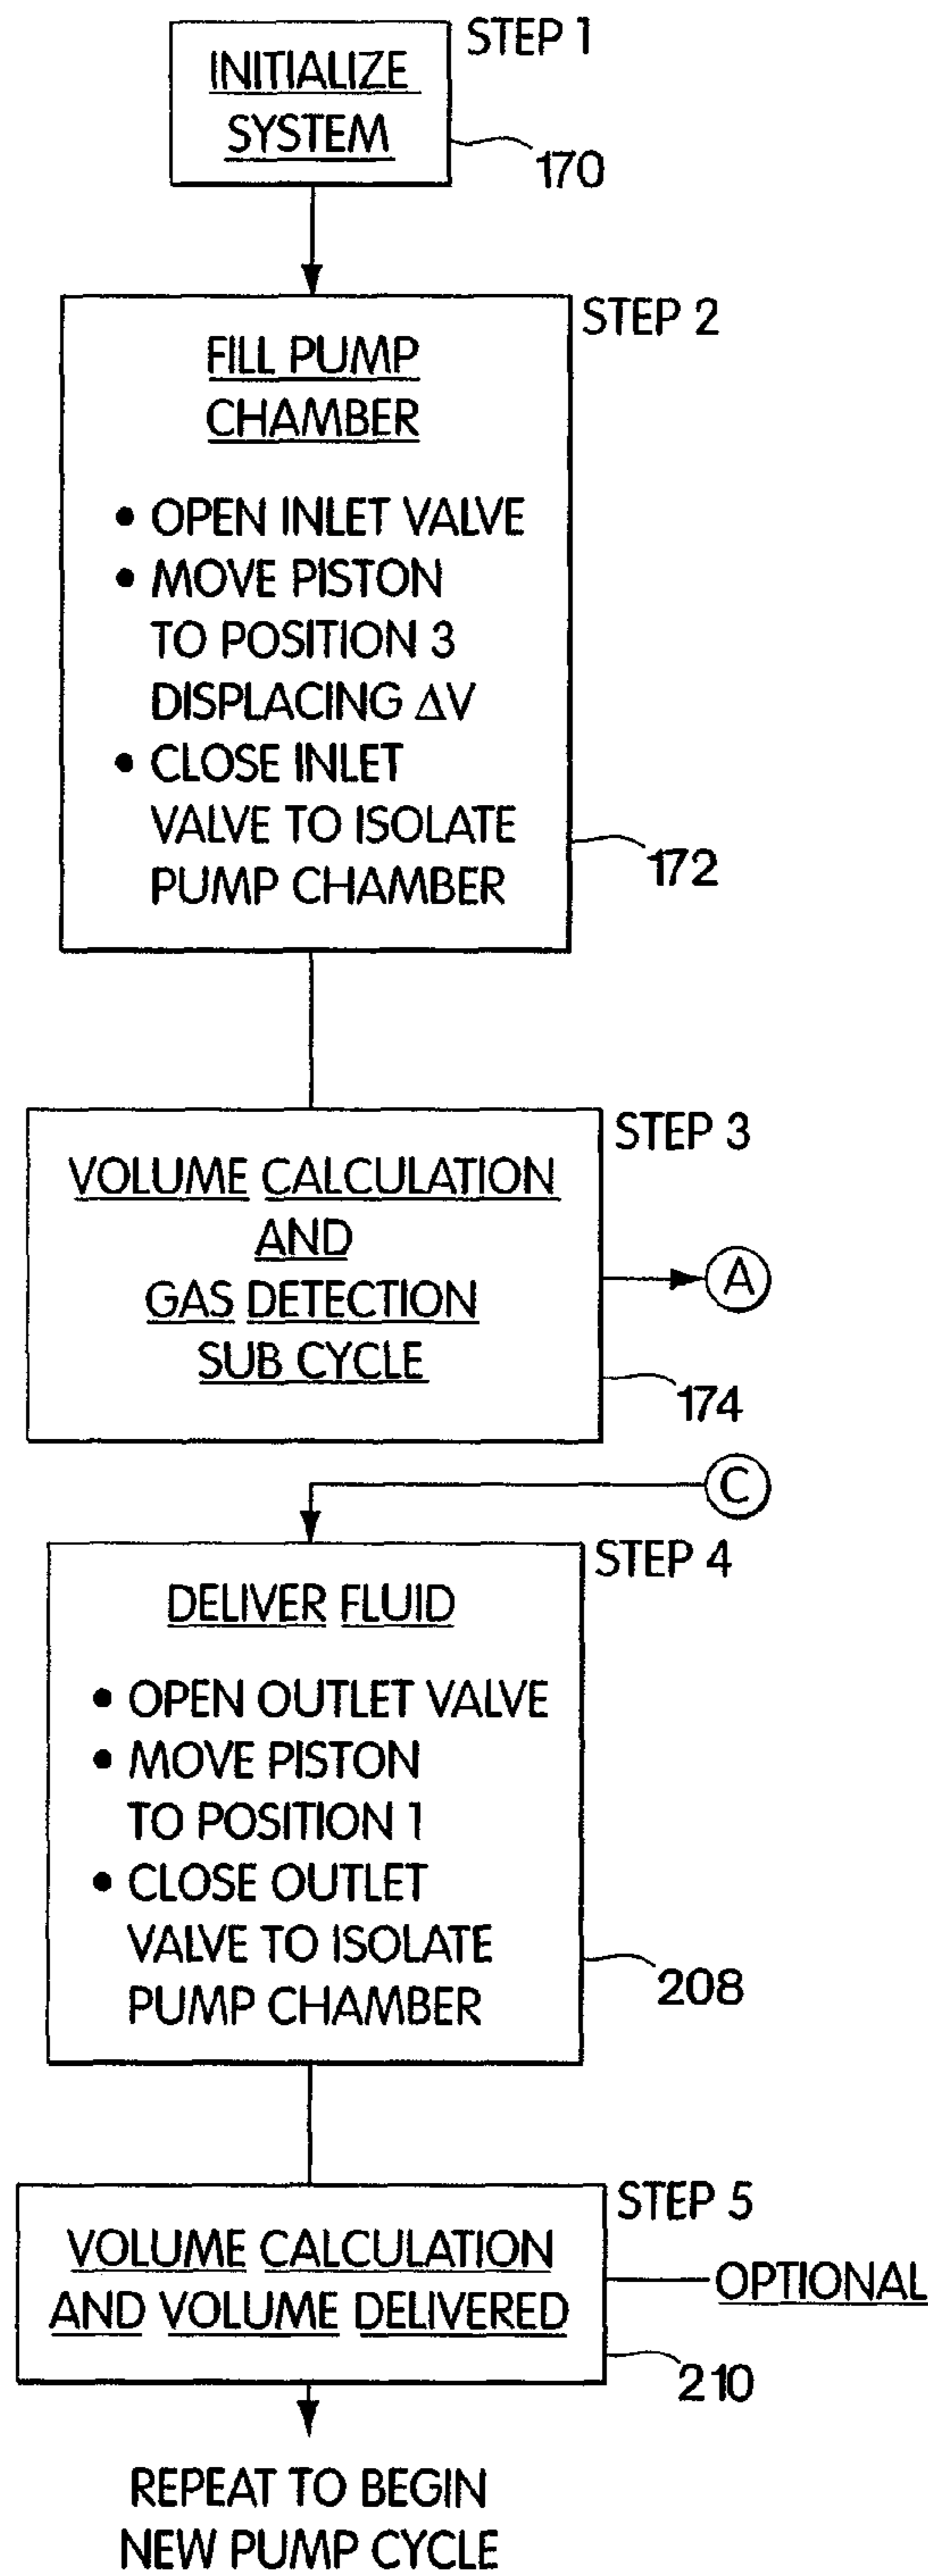 STEP 1
INITIALIZE
SYSTEM
170
STEP 2
FILL PUMP
CHAMBER
• OPEN INLET VALVE
• MOVE PISTON
TO POSITION 3
DISPLACING ΔV
• CLOSE INLET
VALVE TO ISOLATE
PUMP CHAMBER
172
STEP 3
VOLUME CALCULATION
AND
GAS DETECTION
SUB CYCLE
A
174
C
STEP 4
DELIVER FLUID
• OPEN OUTLET VALVE
• MOVE PISTON
TO POSITION 1
• CLOSE OUTLET
VALVE TO ISOLATE
PUMP CHAMBER
208
STEP 5
VOLUME CALCULATION
AND VOLUME DELIVERED
OPTIONAL
210
REPEAT TO BEGIN
NEW PUMP CYCLE